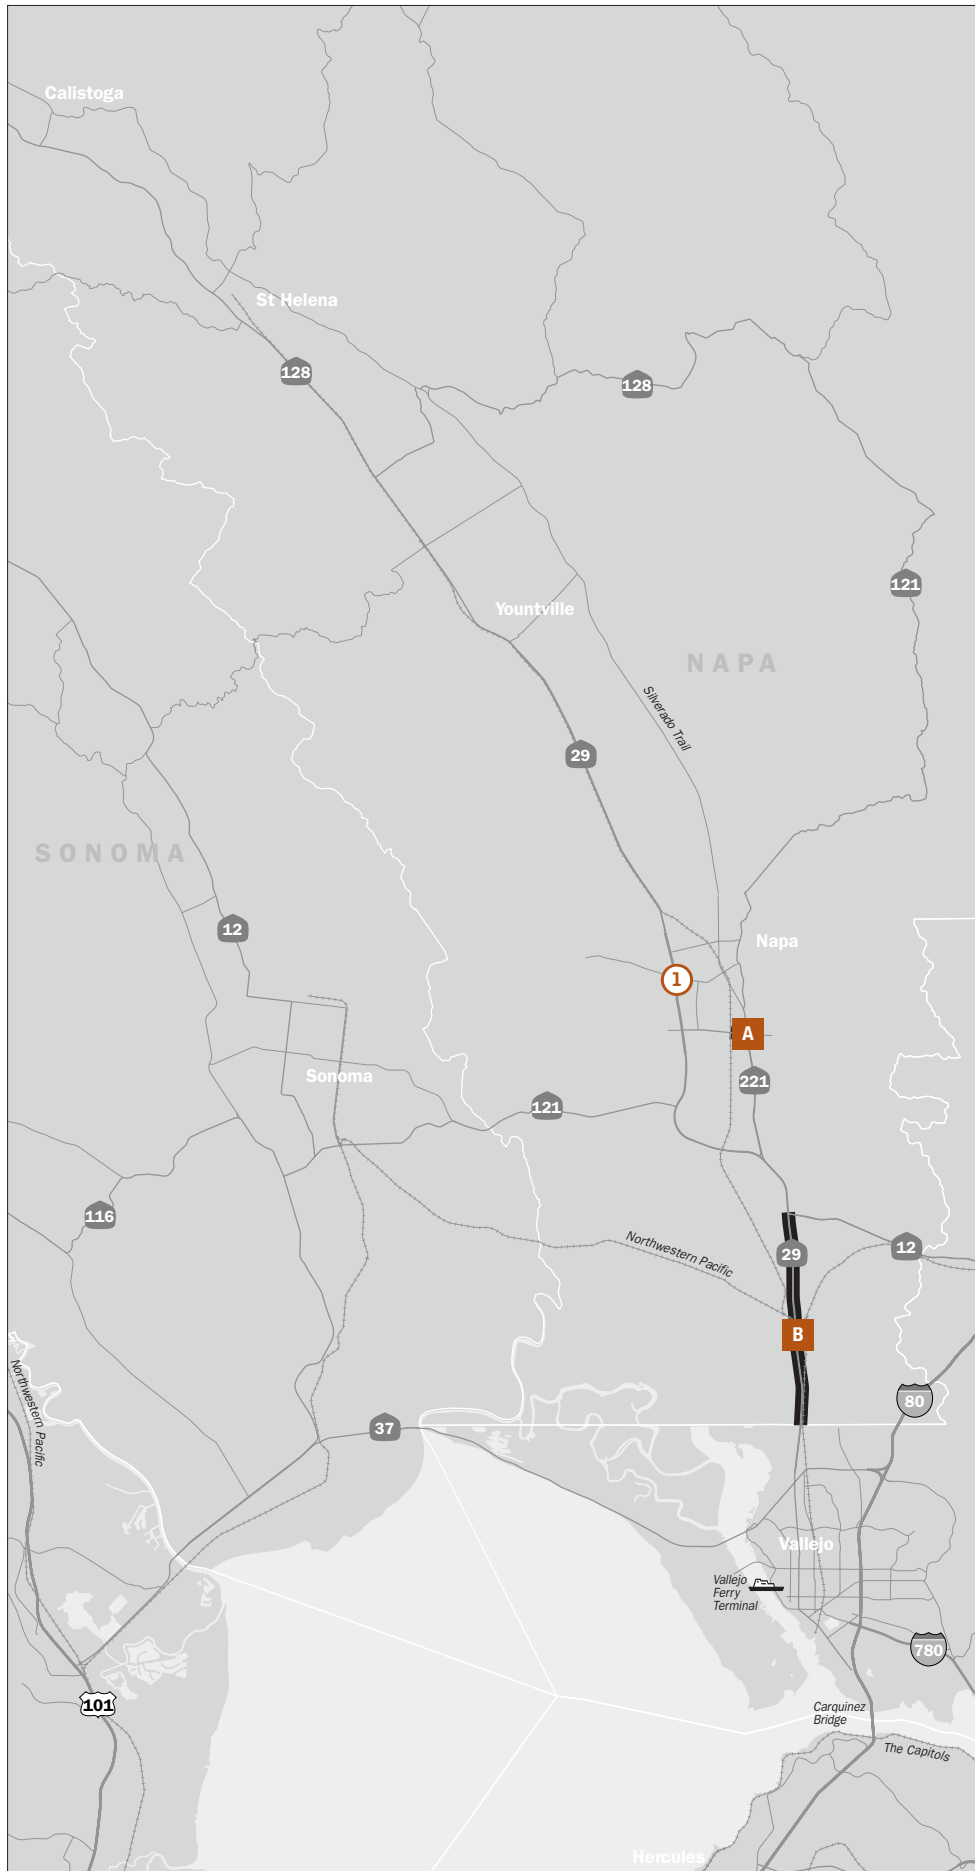 Calistoga
St Helena
128
128
121
Yountville
NAPA
Silverado Trail
29
SONOMA
12
Napa
1
A
Sonoma
221
121
116
Northwestern Pacific
29
12
B
Northwestern Pacific
80
37
Vallejo
Vallejo
Ferry
Terminal
780
101
Carquinez
Bridge
The Capitols
Hercules